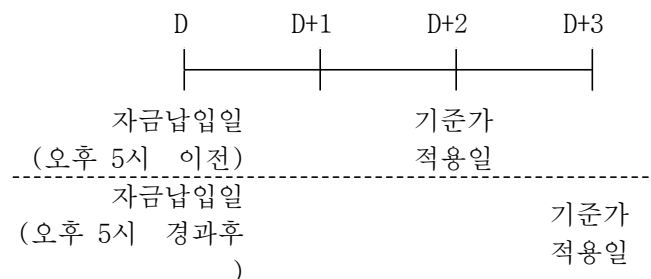 D D+1 D+2 D+3
자금납입일 기준가
(오후 5시 이전) 적용일
자금납입일
(오후 5시 경과후
)
기준가
적용일